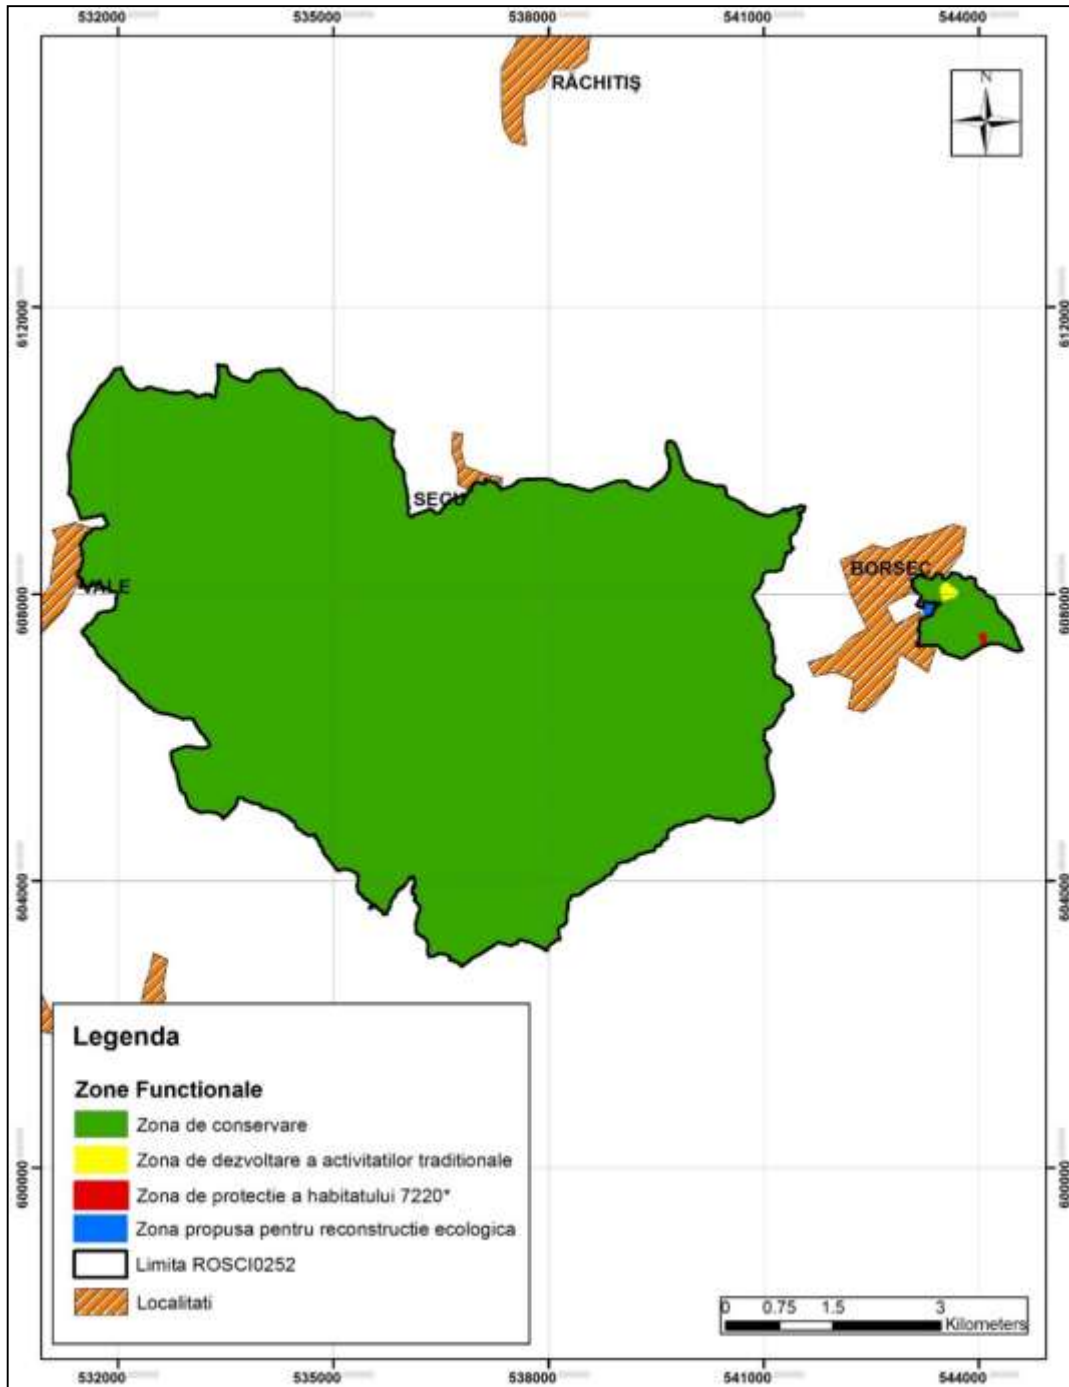 532000 535000 538000 541000 544000
RĂCHITIŞ
N
612000 612000
SECU
BORSEC
VALE
608000 608000
604000 604000
Legenda
Zone Functionale
Zona de conservare
Zona de dezvoltare a activitatilor traditionale
Zona de protectie a habitatului 7220*
Zona propusa pentru reconstructie ecologica
Limita ROSCI0252
Localitati
600000 600000
0 0.75 1.5 3
Kilometers
532000 535000 538000 541000 544000